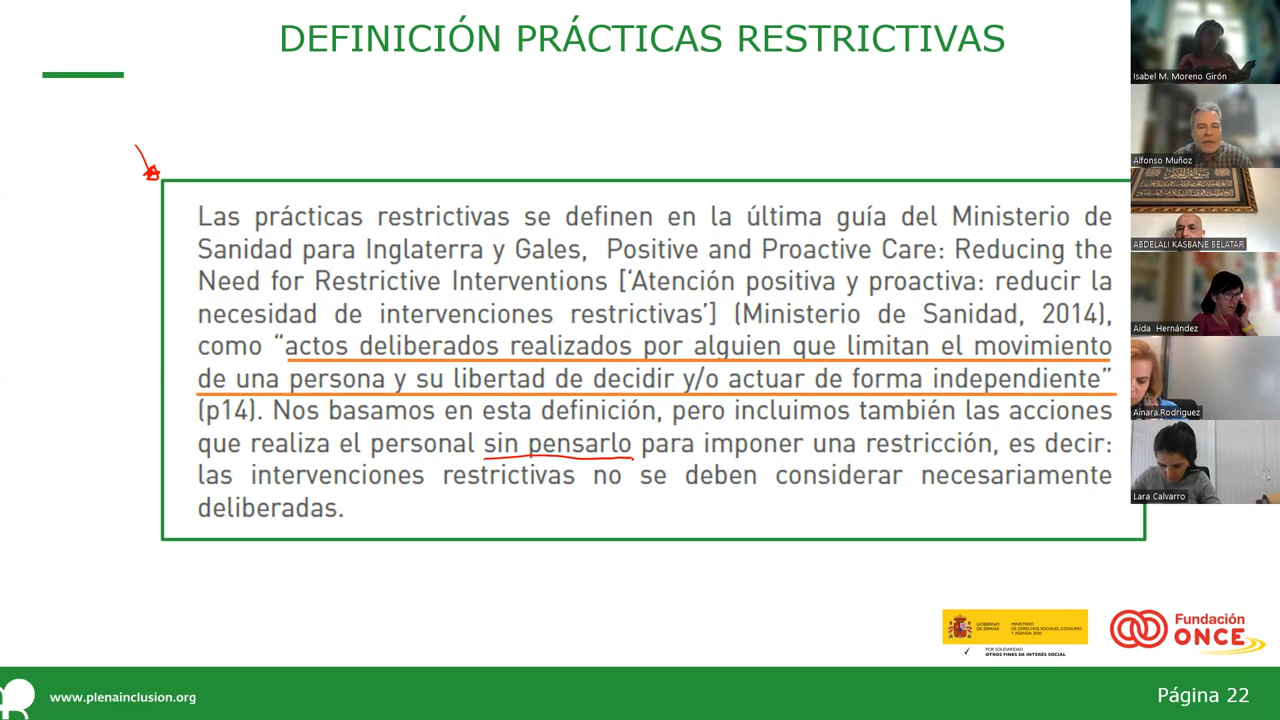 DEFINICIÓN PRÁCTICAS RESTRICTIVAS
Las prácticas restrictivas se definen en la última guía del Ministerio de
Sanidad para Inglaterra y Gales, Positive and Proactive Care: Reducing the
Need for Restrictive Interventions [‘Atención positiva y proactiva: reducir la
necesidad de intervenciones restrictivas’] (Ministerio de Sanidad, 2014),
como “actos deliberados realizados por alguien que limitan el movimiento
de una persona y su libertad de decidir y/o actuar de forma independiente”
(p14). Nos basamos en esta definición, pero incluimos también las acciones
que realiza el personal sin pensarlo para imponer una restricción, es decir:
las intervenciones restrictivas no se deben considerar necesariamente
deliberadas.
Isabel M. Moreno Girón
Alfonso Muñoz
ABDELALI KASBANE BELATAR
Aida Hernández
Ainara.Rodriguez
Lara Calvarro
GOBIERNO
DE ESPAÑA
MINISTERIO
DE DERECHOS SOCIALES, CONSUMO
Y AGENDA 2030
POR SOLIDARIDAD
OTROS FINES DE INTERÉS SOCIAL
Fundación
ONCE
www.plenainclusion.org
Página 22